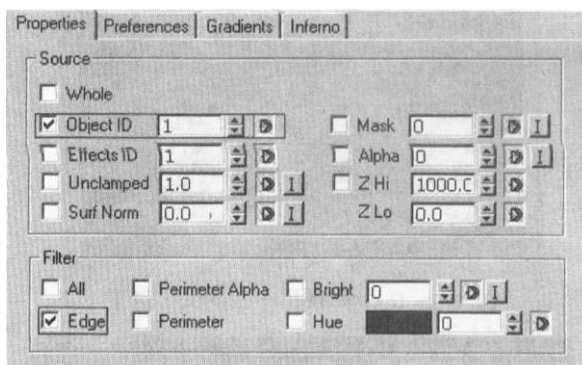 Properties Preferences Gradients Inferno
Source
Whole
Object ID 1 Mask 0 I
Effects ID 1 Alpha 0 I
Unclamped 1.0 I Z Hi 1000.0
Surf Norm 0.0 I Z Lo 0.0
Filter
All Perimeter Alpha Bright 0 I
Edge Perimeter Hue 0